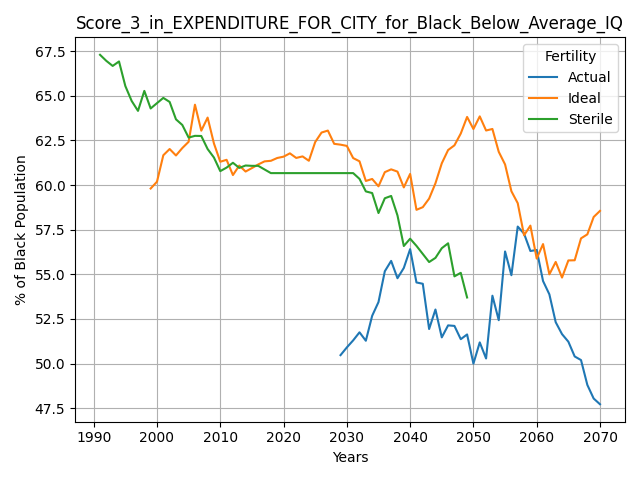 Score_3_in_EXPENDITURE_FOR_CITY_for_Black_Below_Average_IQ
Fertility
Actual
Ideal
Sterile
67.5
65.0
62.5
60.0
57.5
55.0
52.5
50.0
47.5
% of Black Population
1990
2000
2010
2020
2030
2040
2050
2060
2070
Years